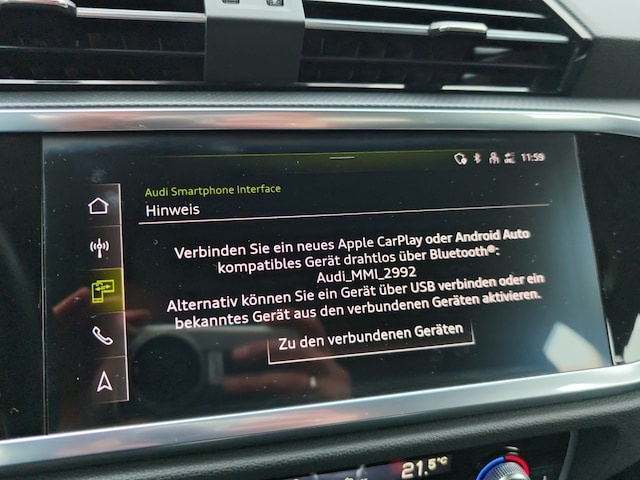 11:59
Audi Smartphone Interface
Hinweis
Verbinden Sie ein neues Apple CarPlay oder Android Auto
kompatibles Gerät drahtlos über Bluetooth®:
Audi_MMI_2992
Alternativ können Sie ein Gerät über USB verbinden oder ein
bekanntes Gerät aus den verbundenen Geräten aktivieren.
Zu den verbundenen Geräten
21,5°C